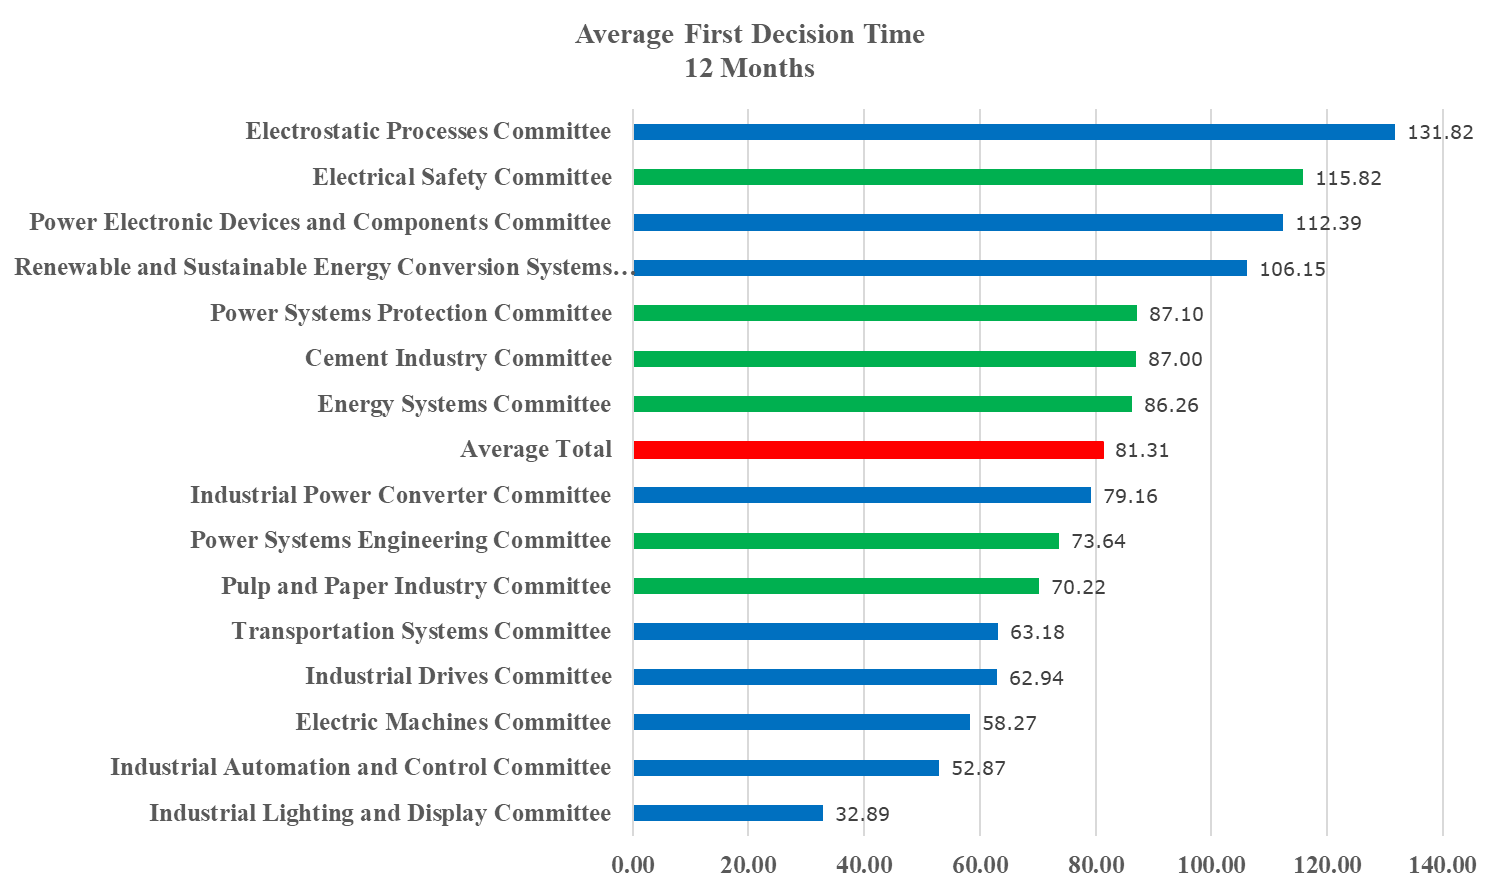 Average First Decision Time
12 Months
Electrostatic Processes Committee 131.82
Electrical Safety Committee 115.82
Power Electronic Devices and Components Committee 112.39
Renewable and Sustainable Energy Conversion Systems... 106.15
Power Systems Protection Committee 87.10
Cement Industry Committee 87.00
Energy Systems Committee 86.26
Average Total 81.31
Industrial Power Converter Committee 79.16
Power Systems Engineering Committee 73.64
Pulp and Paper Industry Committee 70.22
Transportation Systems Committee 63.18
Industrial Drives Committee 62.94
Electric Machines Committee 58.27
Industrial Automation and Control Committee 52.87
Industrial Lighting and Display Committee 32.89
0.00 20.00 40.00 60.00 80.00 100.00 120.00 140.00